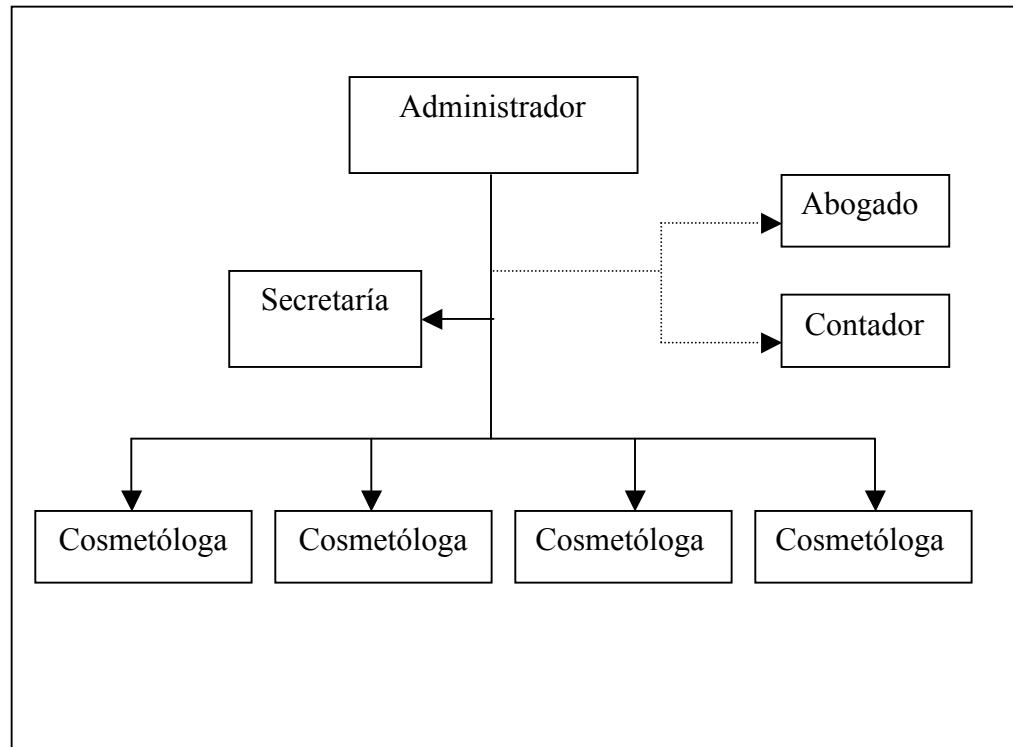 Administrador
Abogado
Secretaría
Contador
Cosmetóloga
Cosmetóloga
Cosmetóloga
Cosmetóloga